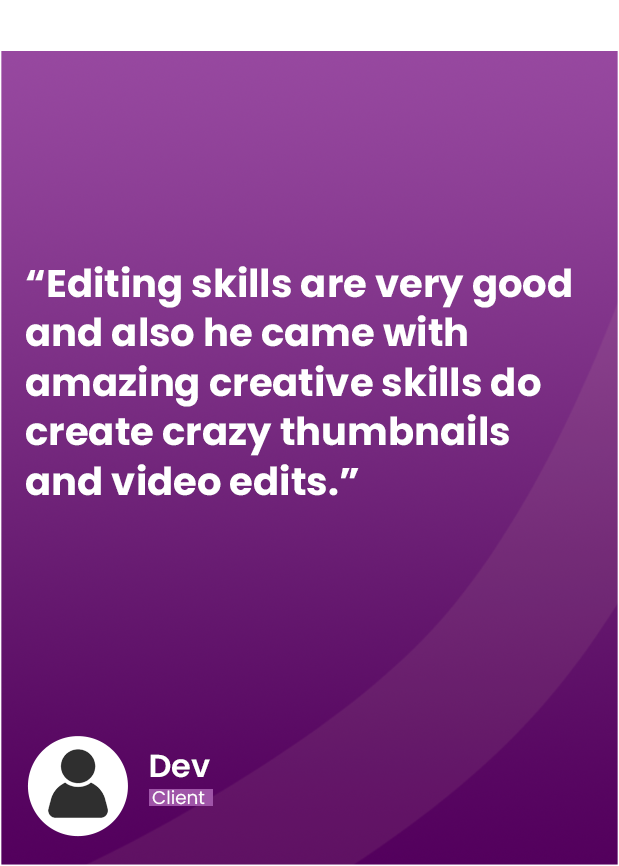 “Editing skills are very good
and also he came with
amazing creative skills do
create crazy thumbnails
and video edits.”
Dev
Client